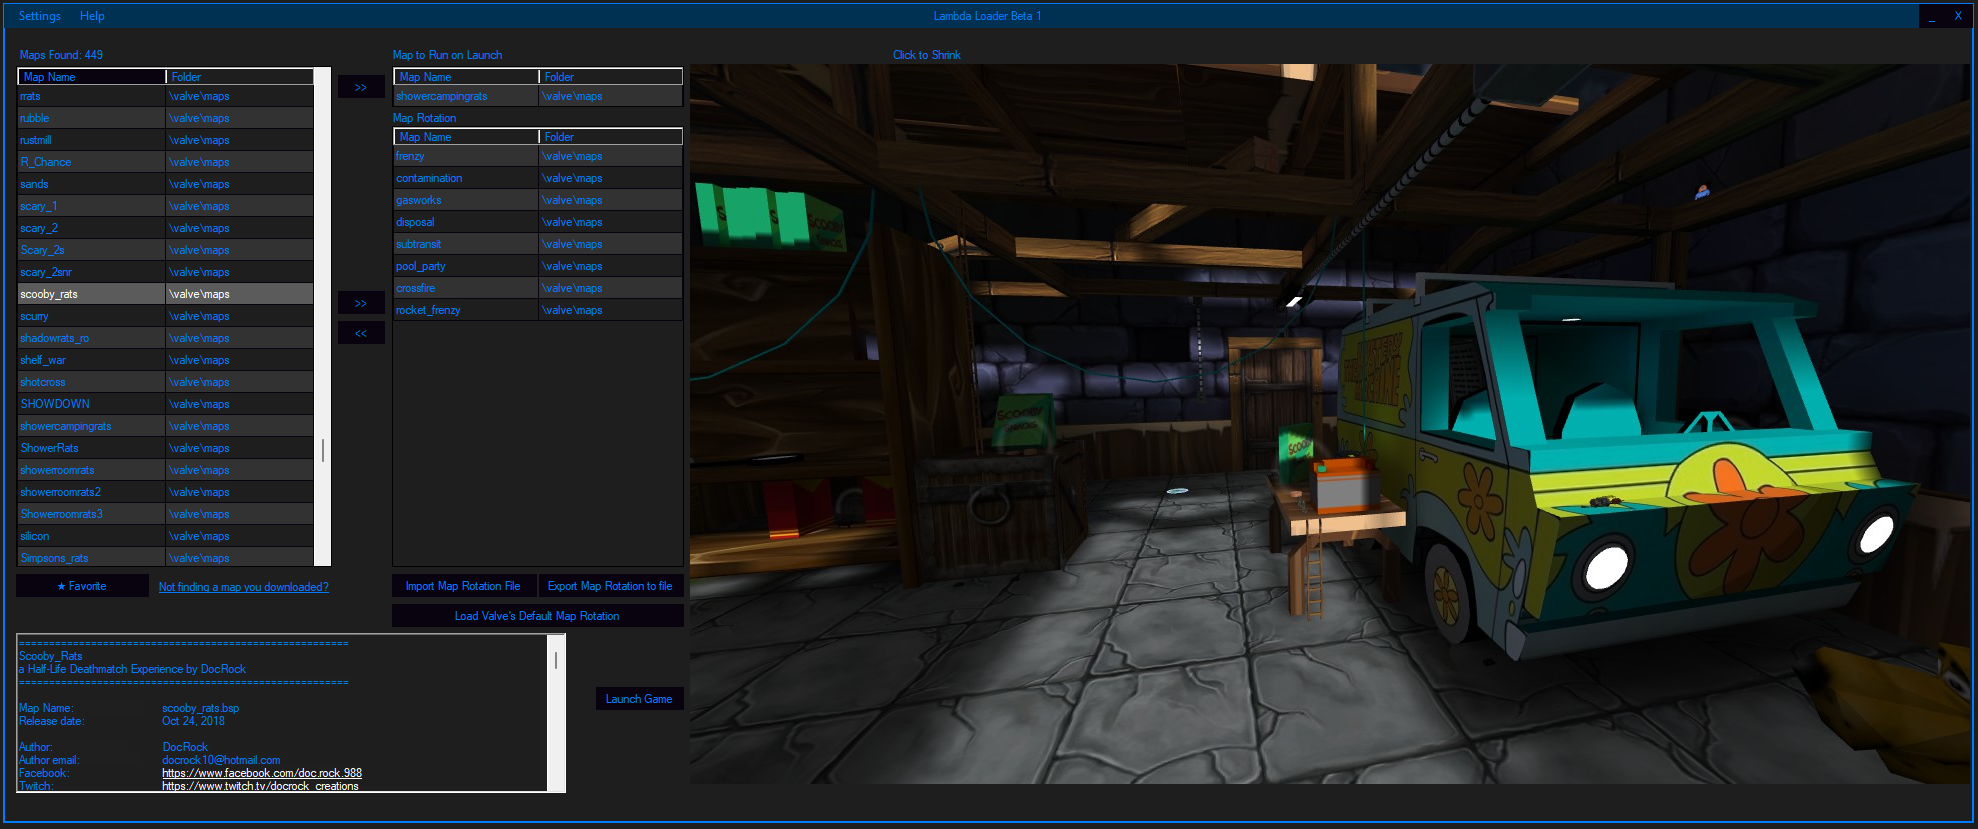 Settings Help
Lambda Loader Beta 1
_ X
Maps Found: 449
Map to Run on Launch
Click to Shrink
Map Name Folder
rrats \valve\maps
rubble \valve\maps
rustmill \valve\maps
R_Chance \valve\maps
sands \valve\maps
scary_1 \valve\maps
scary_2 \valve\maps
Scary_2s \valve\maps
scary_2snr \valve\maps
scooby_rats \valve\maps
scurry \valve\maps
shadowrats_ro \valve\maps
shelf_war \valve\maps
shotcross \valve\maps
SHOWDOWN \valve\maps
showercampingrats \valve\maps
ShowerRats \valve\maps
showerroomrats \valve\maps
showerroomrats2 \valve\maps
Showerroomrats3 \valve\maps
silicon \valve\maps
Simpsons_rats \valve\maps
>>
>>
<<
Map Name Folder
showercampingrats \valve\maps
Map Rotation
Map Name Folder
frenzy \valve\maps
contamination \valve\maps
gasworks \valve\maps
disposal \valve\maps
subtransit \valve\maps
pool_party \valve\maps
crossfire \valve\maps
rocket_frenzy \valve\maps
★ Favorite
Not finding a map you downloaded?
Import Map Rotation File
Export Map Rotation to file
Load Valve's Default Map Rotation
=======================================================
Scooby_Rats
a Half-Life Deathmatch Experience by DocRock
=======================================================
Map Name: scooby_rats.bsp
Release date: Oct 24, 2018
Author: DocRock
Author email: docrock10@hotmail.com
Facebook: https://www.facebook.com/doc.rock.988
Twitch: https://www.twitch.tv/docrock_creations
Launch Game
SCOOBY
SNACKS
SCOOBY
SNACKS
SCOOBY